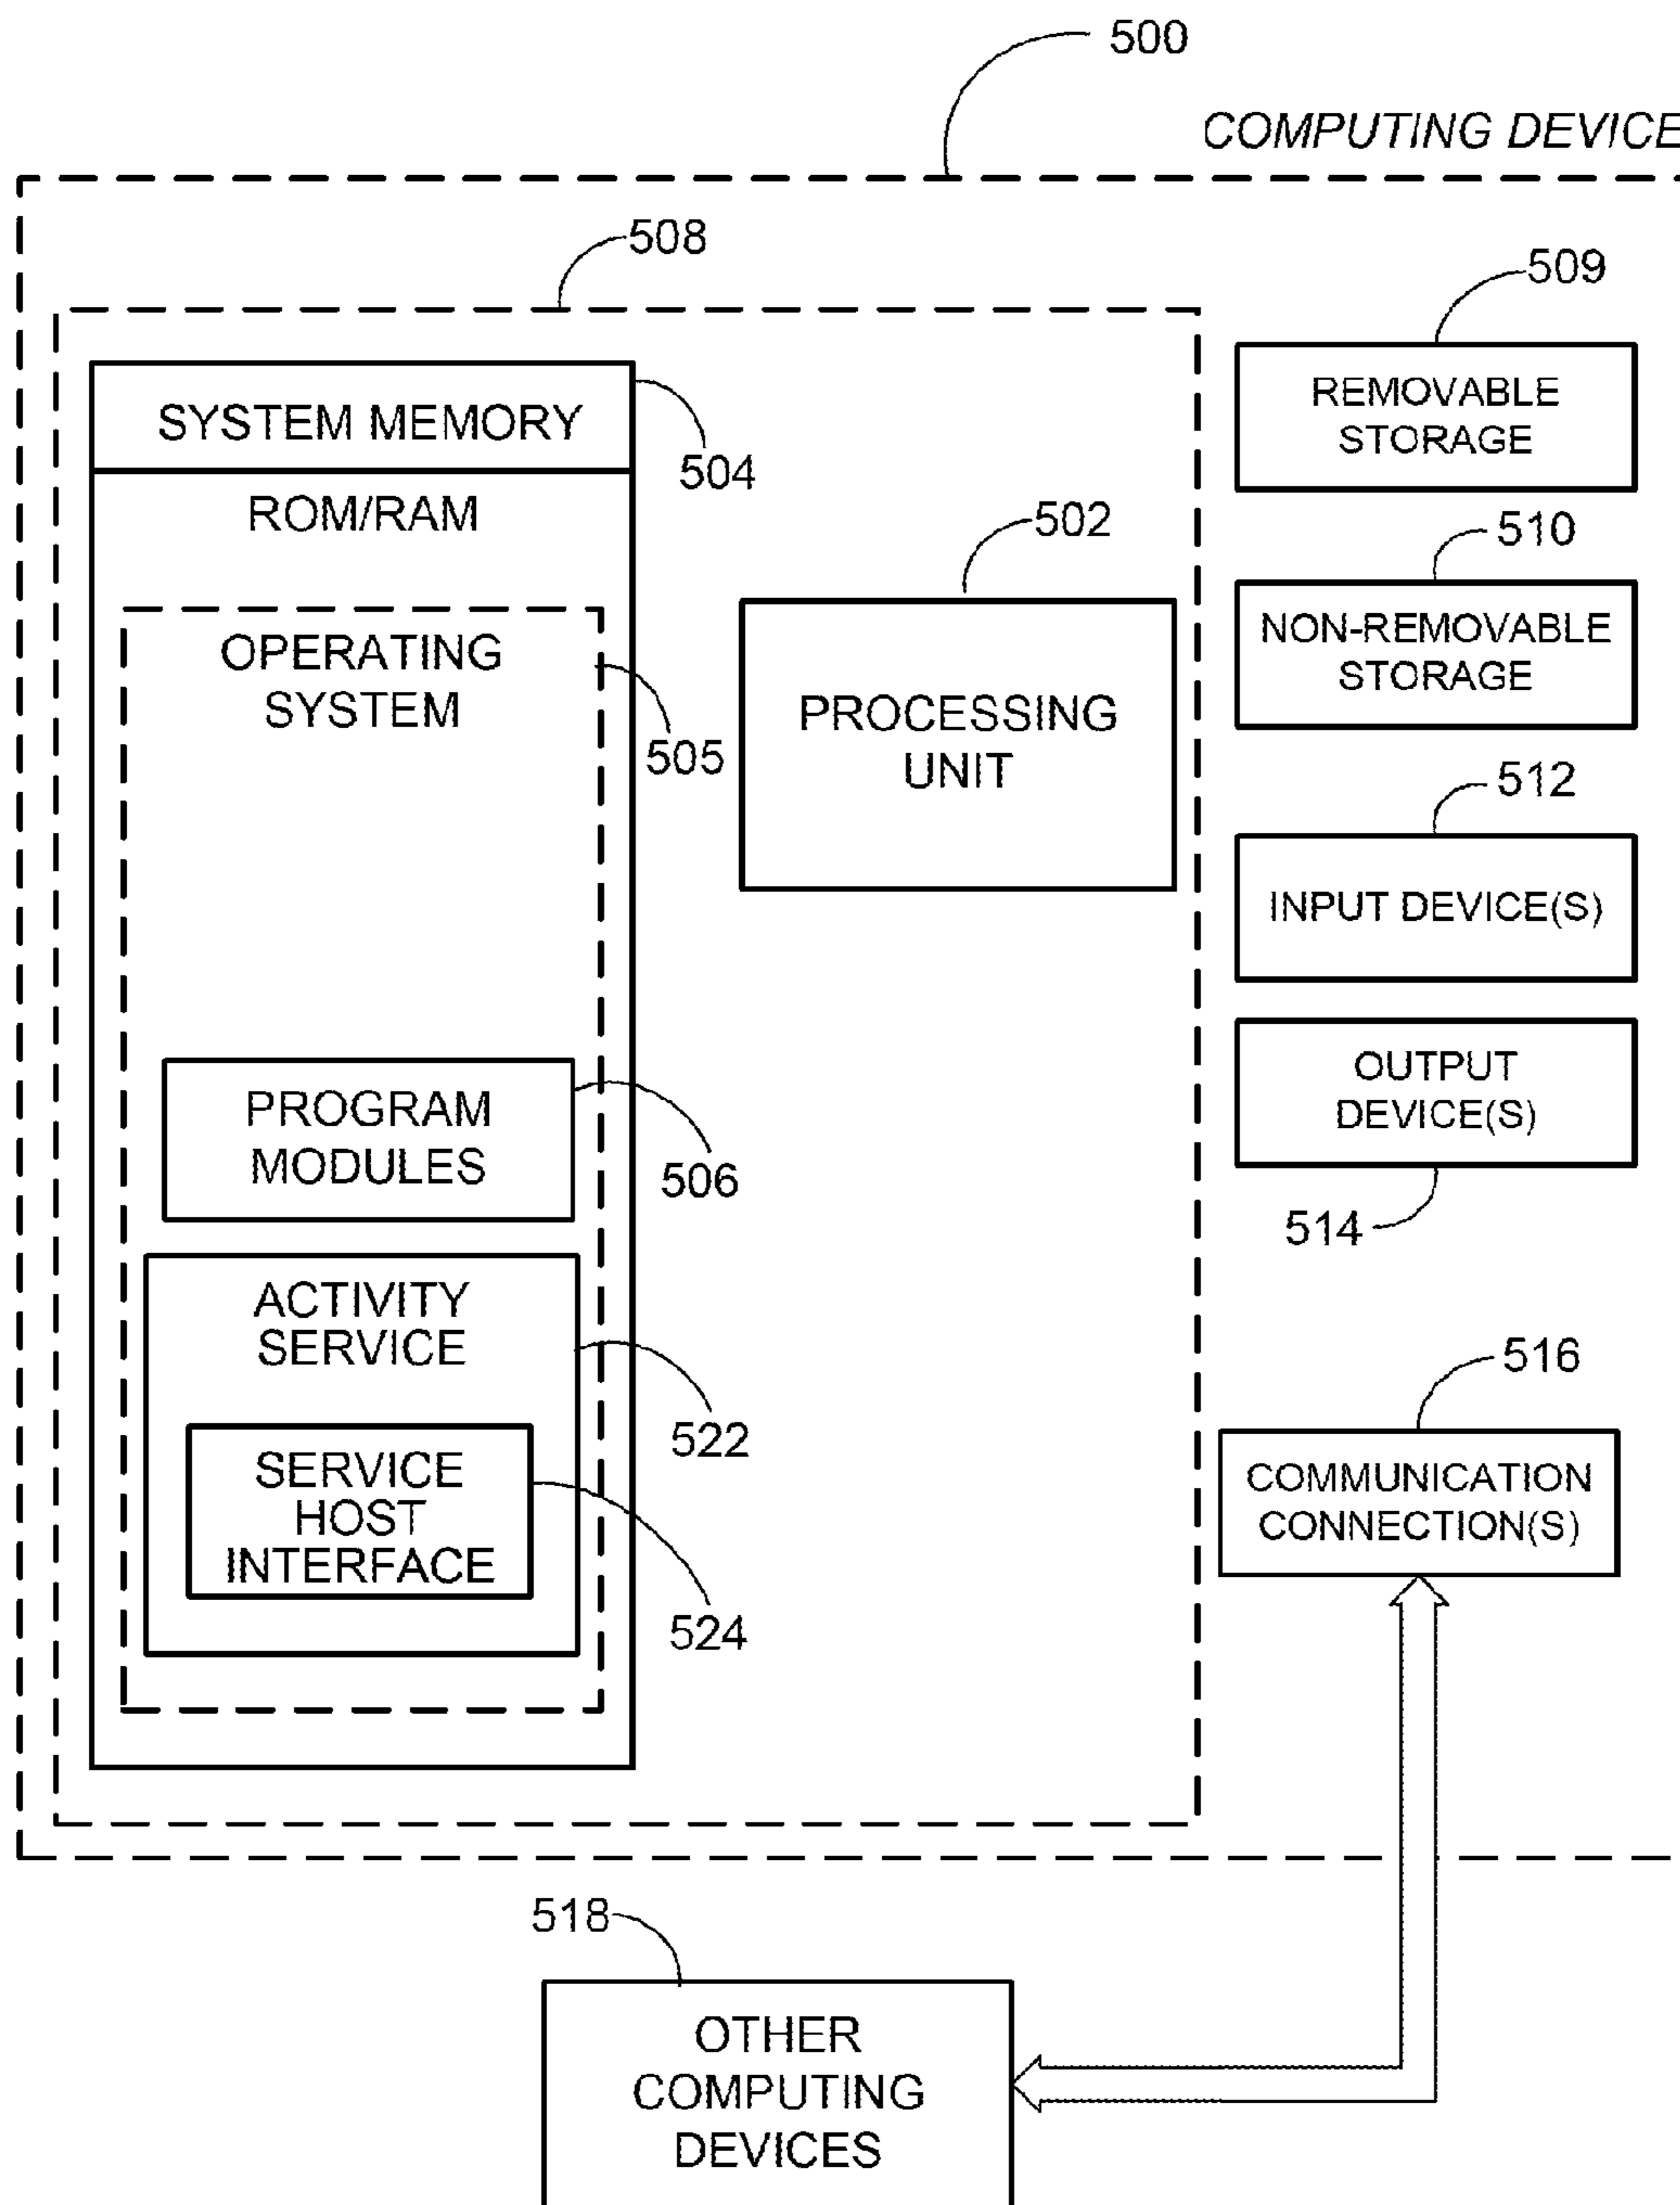 500
COMPUTING DEVICE
508
509
SYSTEM MEMORY
504
REMOVABLE
STORAGE
ROM/RAM
502
510
OPERATING
SYSTEM
505
PROCESSING
UNIT
NON-REMOVABLE
STORAGE
512
INPUT DEVICE(S)
OUTPUT
DEVICE(S)
514
PROGRAM
MODULES
506
ACTIVITY
SERVICE
522
516
SERVICE
HOST
INTERFACE
524
COMMUNICATION
CONNECTION(S)
518
OTHER
COMPUTING
DEVICES